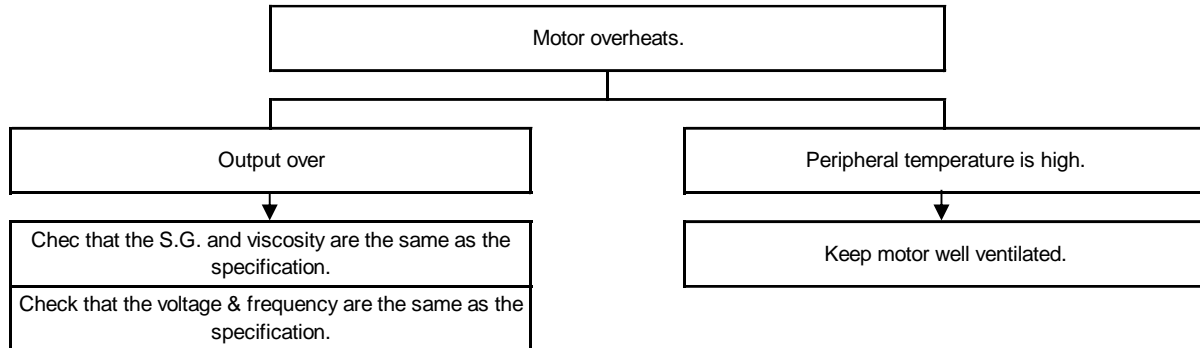 Motor overheats.
Output over
Peripheral temperature is high.
Chec that the S.G. and viscosity are the same as the
specification.
Keep motor well ventilated.
Check that the voltage & frequency are the same as the
specification.